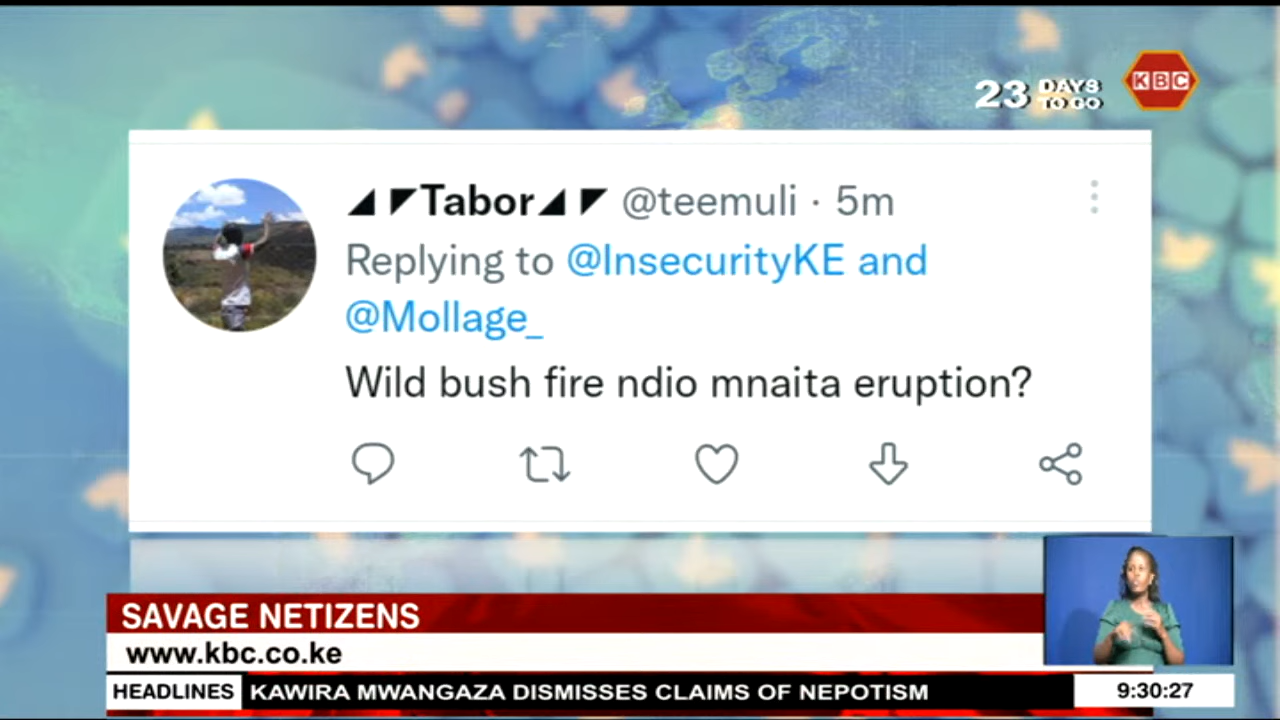 23 DAYS TO GO
KBC
◢ ◤Tabor◢ ◤ @teemuli · 5m
Replying to @InsecurityKE and
@Mollage_
Wild bush fire ndio mnaita eruption?
SAVAGE NETIZENS
www.kbc.co.ke
HEADLINES KAWIRA MWANGAZA DISMISSES CLAIMS OF NEPOTISM 9:30:27